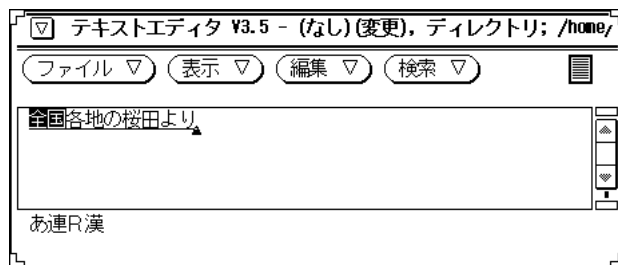 テキストエディタ V3.5 - (なし)(変更), ディレクトリ; /home/
ファイル ▽ 表示 ▽ 編集 ▽ 検索 ▽
全国各地の桜田より
あ連R漢